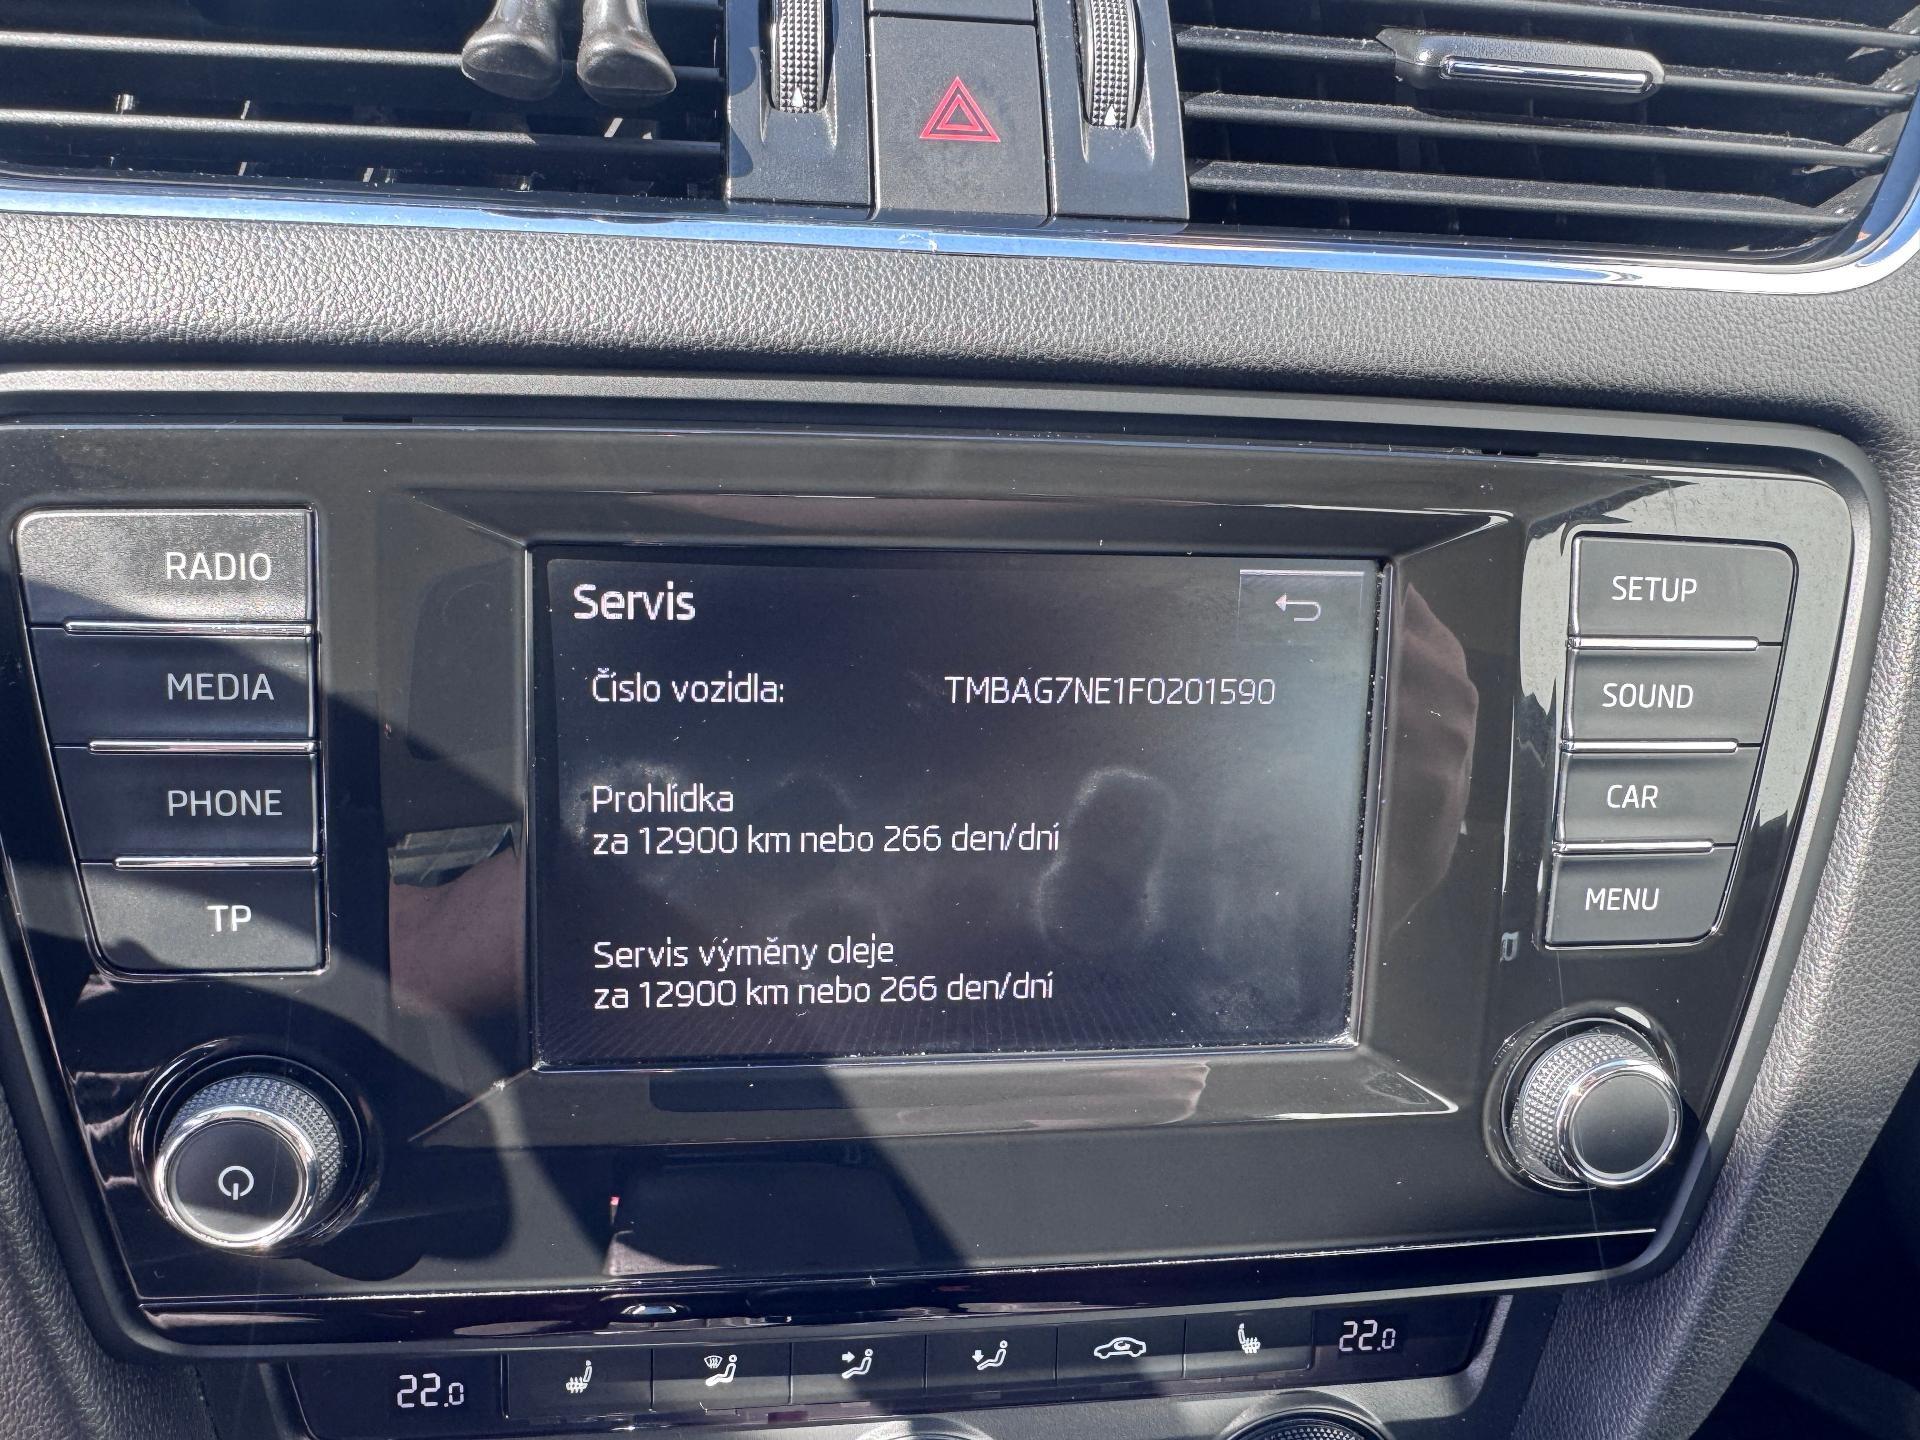 RADIO
MEDIA
PHONE
TP
Servis
Číslo vozidla: TMBAG7NE1F0201590
Prohlídka
za 12900 km nebo 266 den/dní
Servis výměny oleje
za 12900 km nebo 266 den/dní
SETUP
SOUND
CAR
MENU
22.0
22.0